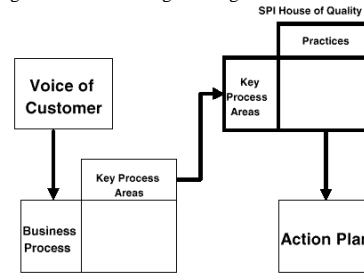 SPI House of Quality
Practices
Key
Process
Areas
Voice of
Customer
Key Process
Areas
Business
Process
Action Plan